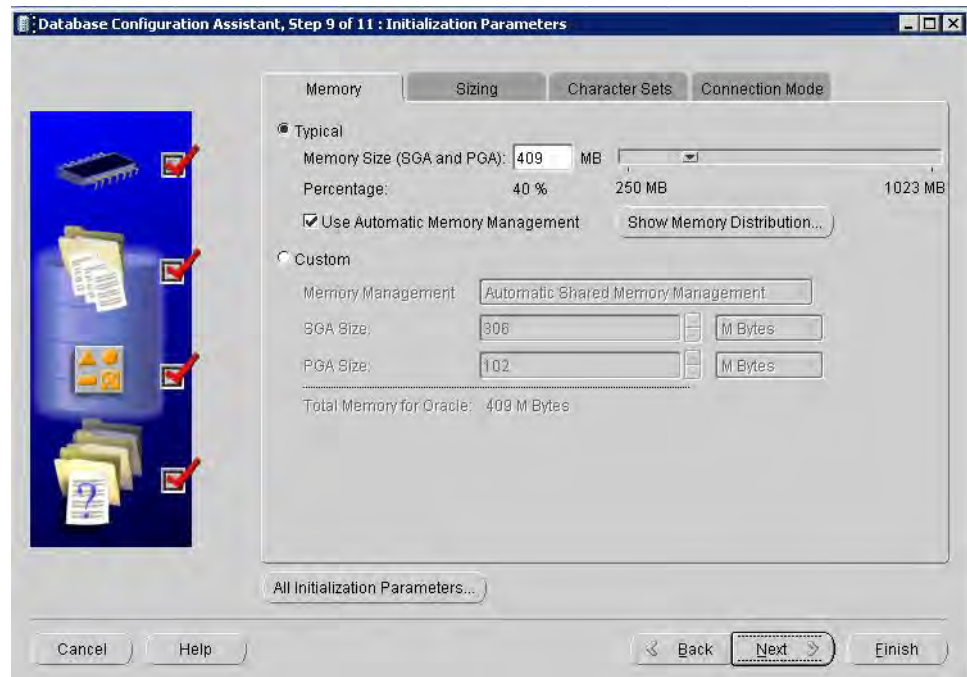 Database Configuration Assistant, Step 9 of 11 : Initialization Parameters
Memory Sizing Character Sets Connection Mode
Typical
Memory Size (SGA and PGA): 409 MB
Percentage: 40 % 250 MB 1023 MB
Use Automatic Memory Management Show Memory Distribution...
Custom
Memory Management Automatic Shared Memory Management
SGA Size: 306 M Bytes
PGA Size: 102 M Bytes
Total Memory for Oracle: 409 M Bytes
?
All Initialization Parameters...
Cancel Help Back Next Finish